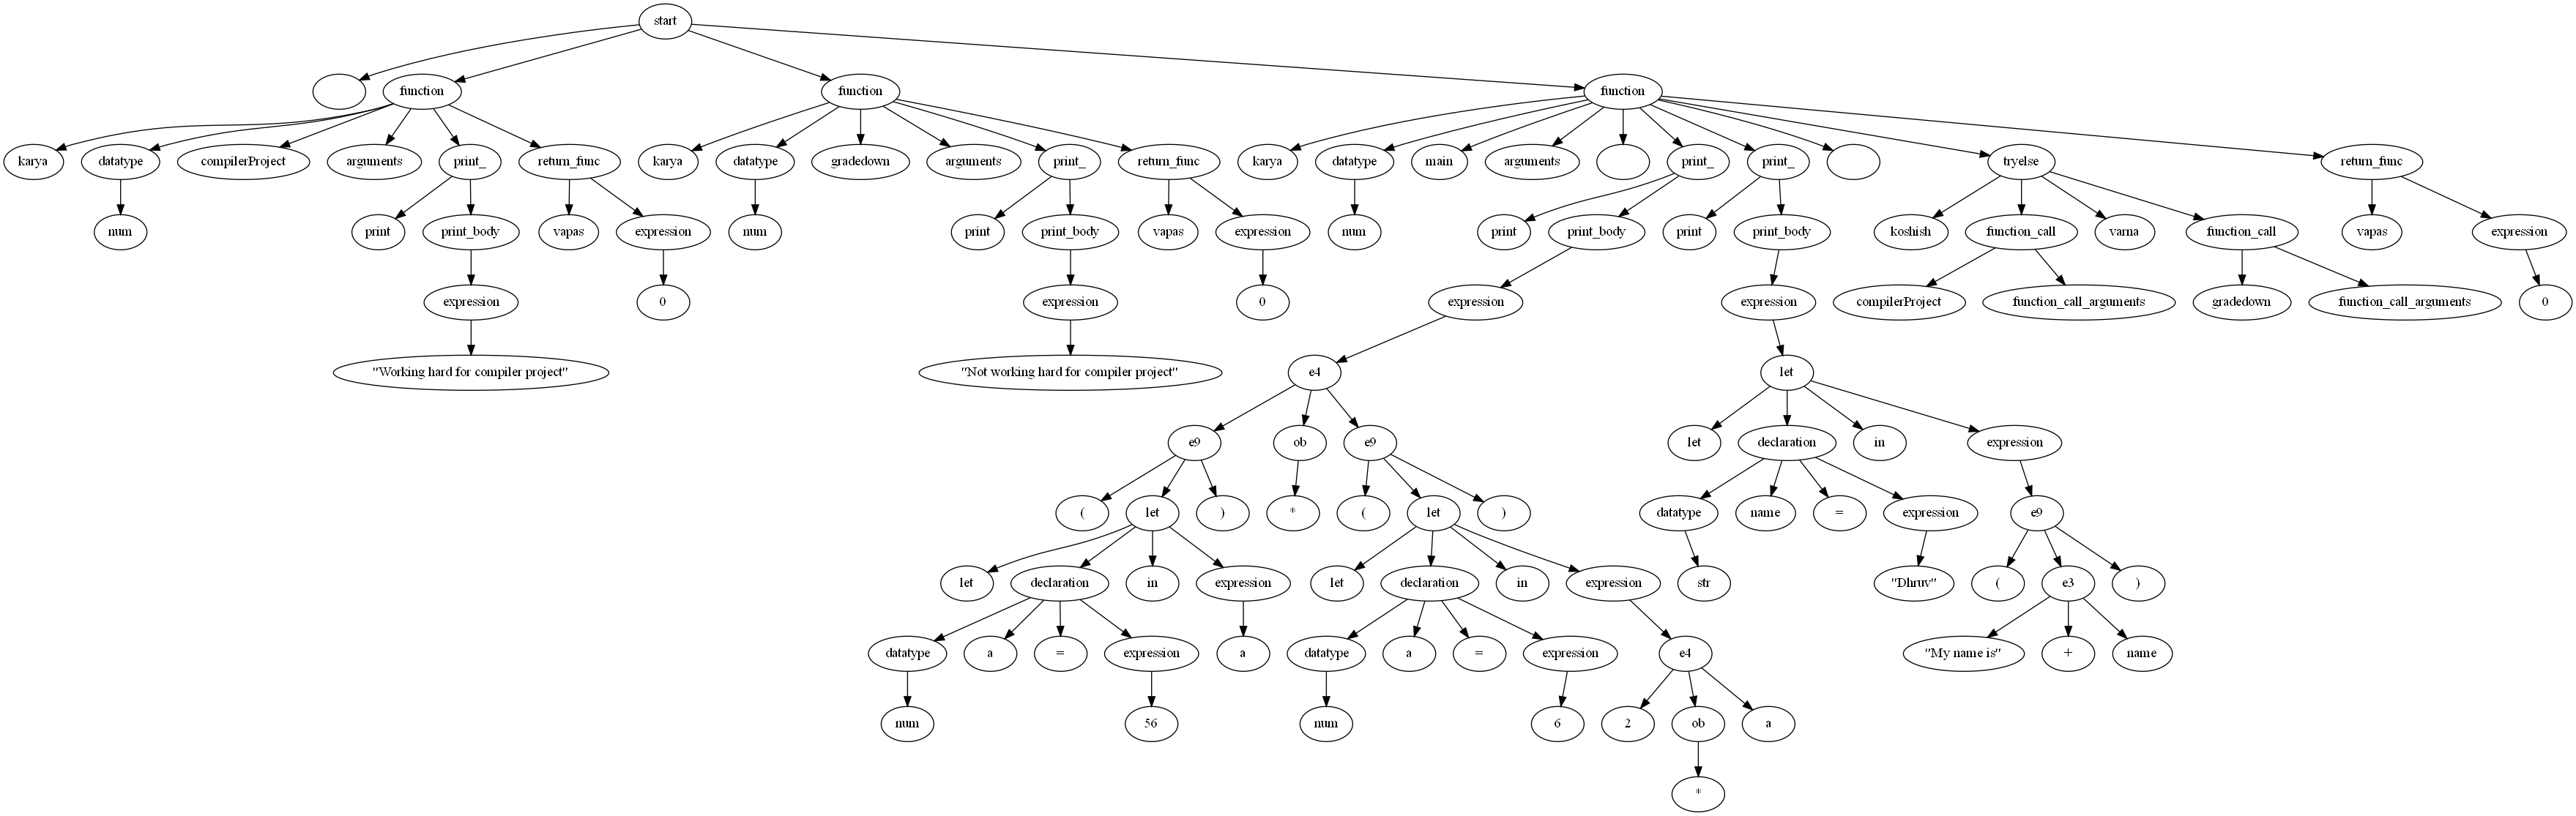 start
function function function
karya datatype compilerProject arguments print_ return_func karya datatype gradedown arguments print_ return_func karya datatype main arguments print_ print_ tryelse return_func
num print print_body vapas expression num print print_body vapas expression num print print_body print print_body koshish function_call varna function_call vapas expression
expression 0 expression 0 expression expression compilerProject function_call_arguments gradedown function_call_arguments 0
"Working hard for compiler project" "Not working hard for compiler project" e4 let
e9 ob e9 let declaration in expression
( let ) * ( let ) datatype name = expression e9
let declaration in expression let declaration in expression str "Dhruv" ( e3 )
datatype a = expression a datatype a = expression e4 "My name is" + name
num 56 num 6 2 ob a
*